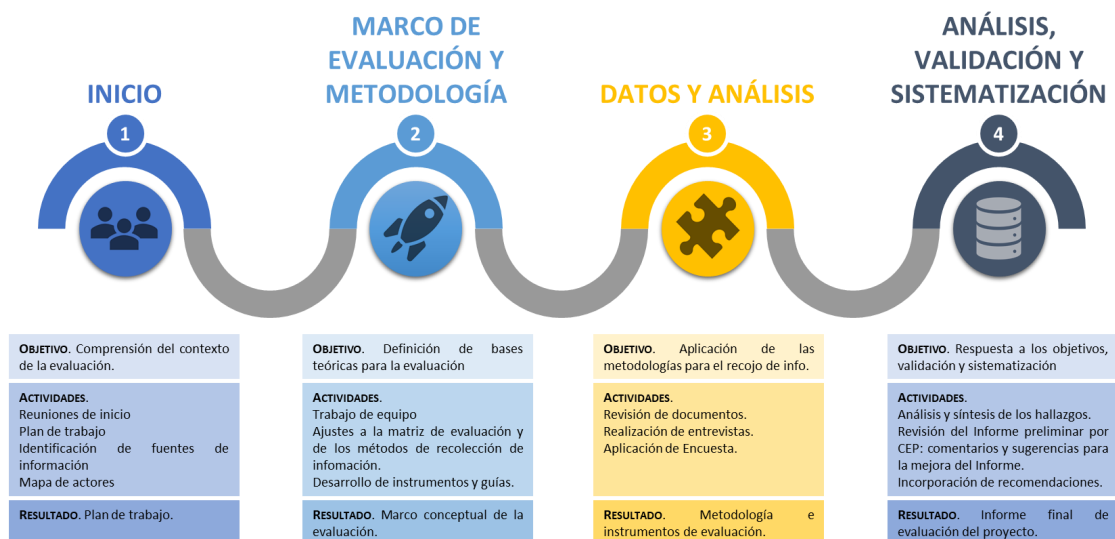 INICIO
1
OBJETIVO. Comprensión del contexto
de la evaluación.
ACTIVIDADES.
Reuniones de inicio
Plan de trabajo
Identificación de fuentes de
información
Mapa de actores
RESULTADO. Plan de trabajo.
MARCO DE
EVALUACIÓN Y
METODOLOGÍA
2
OBJETIVO. Definición de bases
teóricas para la evaluación
ACTIVIDADES.
Trabajo de equipo
Ajustes a la matriz de evaluación y
de los métodos de recolección de
infomación.
Desarrollo de instrumentos y guías.
RESULTADO. Marco conceptual de la
evaluación.
DATOS Y ANÁLISIS
3
OBJETIVO. Aplicación de las
metodologías para el recojo de info.
ACTIVIDADES.
Revisión de documentos.
Realización de entrevistas.
Aplicación de Encuesta.
RESULTADO. Metodología e
instrumentos de evaluación.
ANÁLISIS,
VALIDACIÓN Y
SISTEMATIZACIÓN
4
OBJETIVO. Respuesta a los objetivos,
validación y sistematización
ACTIVIDADES.
Análisis y síntesis de los hallazgos.
Revisión del Informe preliminar por
CEP: comentarios y sugerencias para
la mejora del Informe.
Incorporación de recomendaciones.
RESULTADO. Informe final de
evaluación del proyecto.